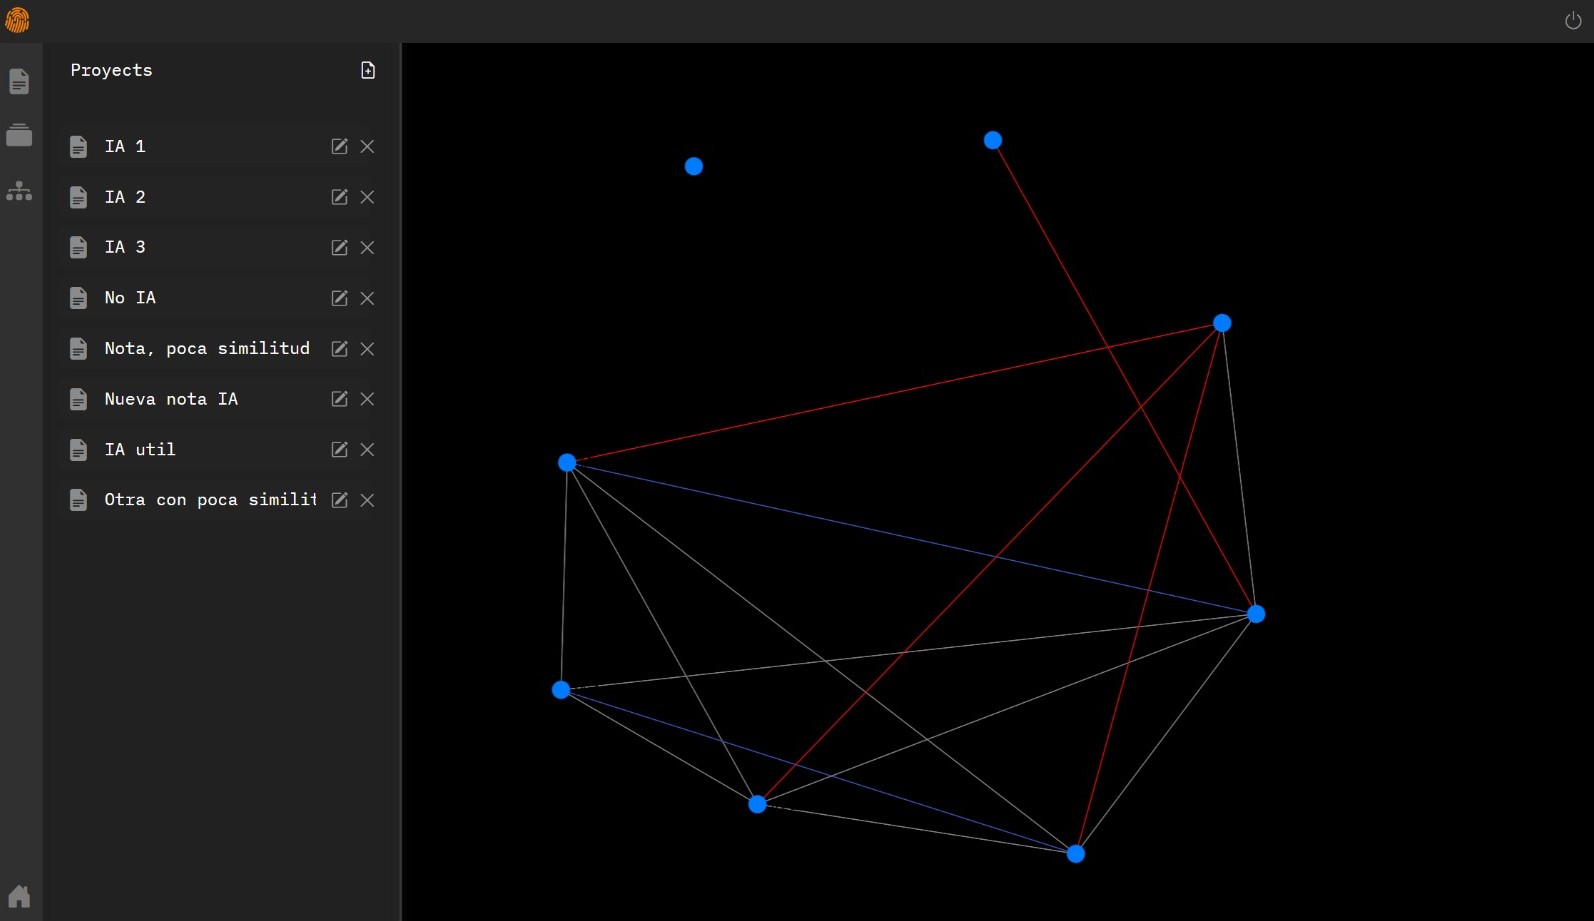 Proyects
IA 1
IA 2
IA 3
No IA
Nota, poca similitud
Nueva nota IA
IA util
Otra con poca similit